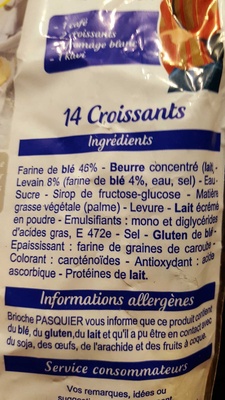 - 1 café
- 2 croissants
- fromage blanc
- 1 kiwi
14 Croissants
Ingrédients
Farine de blé 46% - Beurre concentré (lait) -
Levain 8% (farine de blé 4%, eau, sel) - Eau -
Sucre - Sirop de fructose-glucose - Matière
grasse végétale (palme) - Levure - Lait écrémé
en poudre - Emulsifiants : mono et diglycérides
d'acides gras, E 472e - Sel - Gluten de blé -
Epaississant : farine de graines de caroube -
Colorant : caroténoïdes - Antioxydant : acide
ascorbique - Protéines de lait.
Informations allergènes
Brioche PASQUIER vous informe que ce produit contient
du blé, du gluten, du lait et qu'il a pu être en contact avec
du soja, des œufs, de l'arachide et des fruits à coque.
Service consommateurs
Vos remarques, idées ou